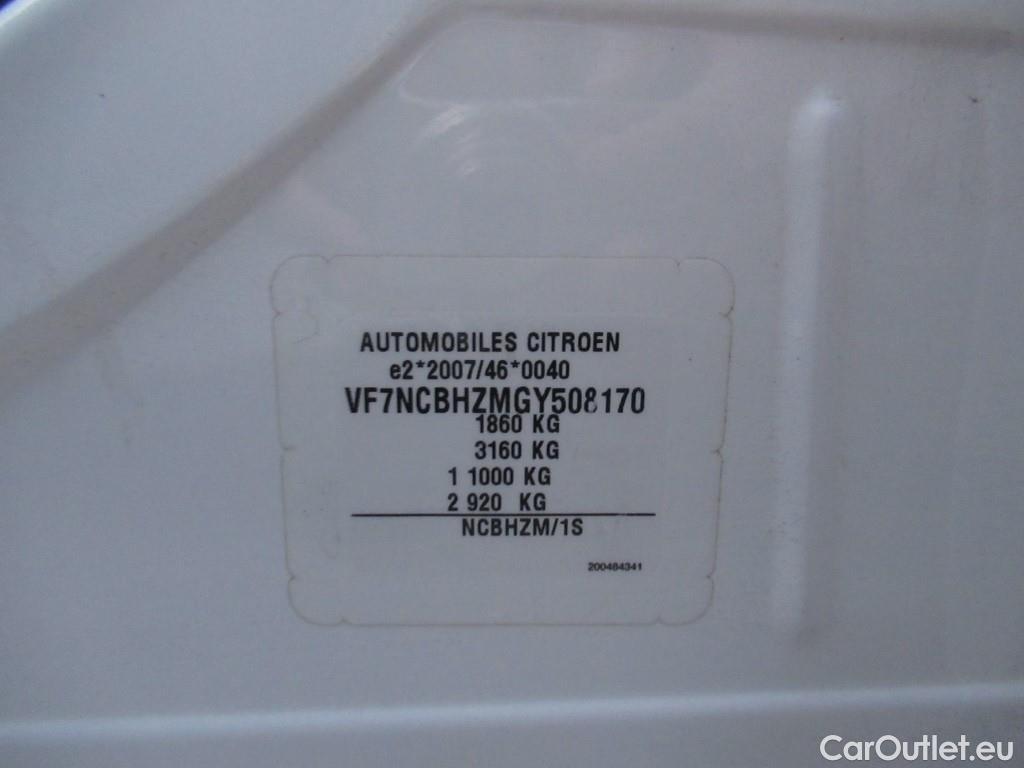 AUTOMOBILES CITROEN
e2*2007/46*0040
VF7NCBHZMGY508170
1860 KG
3160 KG
1 1000 KG
2 920 KG
NCBHZM/1S
200484341
CarOutlet.eu